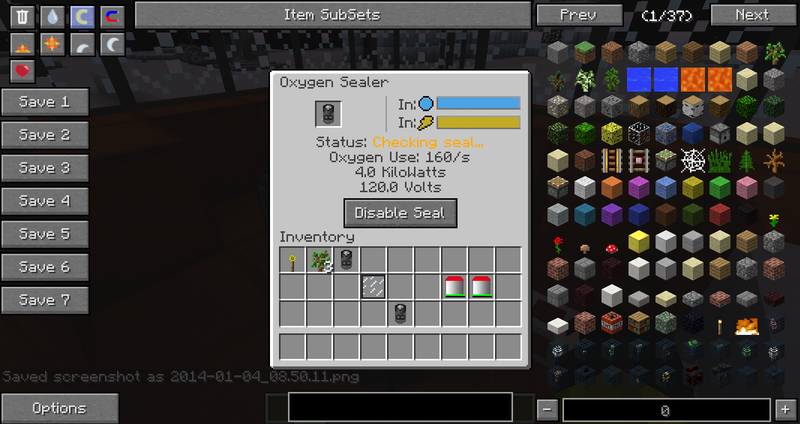 Item SubSets
Prev
(1/37)
Next
Oxygen Sealer
In:
In:
Status: Checking seal...
Oxygen Use: 160/s
4.0 KiloWatts
120.0 Volts
Disable Seal
Inventory
3
Save 1
Save 2
Save 3
Save 4
Save 5
Save 6
Save 7
Saved screenshot as 2014-01-04_08.50.11.png
Options
-
0
+